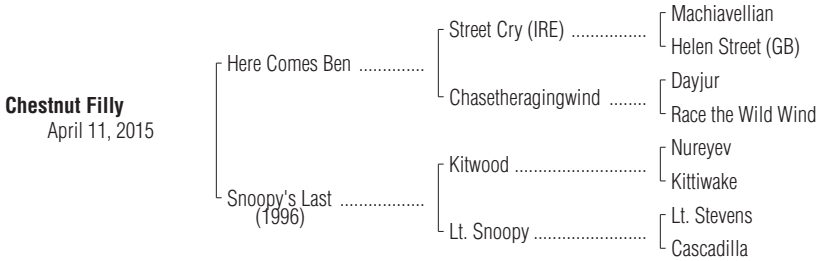 Chestnut Filly
April 11, 2015
Here Comes Ben ..............
Snoopy's Last ..................
(1996)
Street Cry (IRE) ................
Chasetheragingwind ........
Kitwood ............................
Lt. Snoopy ........................
Machiavellian
Helen Street (GB)
Dayjur
Race the Wild Wind
Nureyev
Kittiwake
Lt. Stevens
Cascadilla